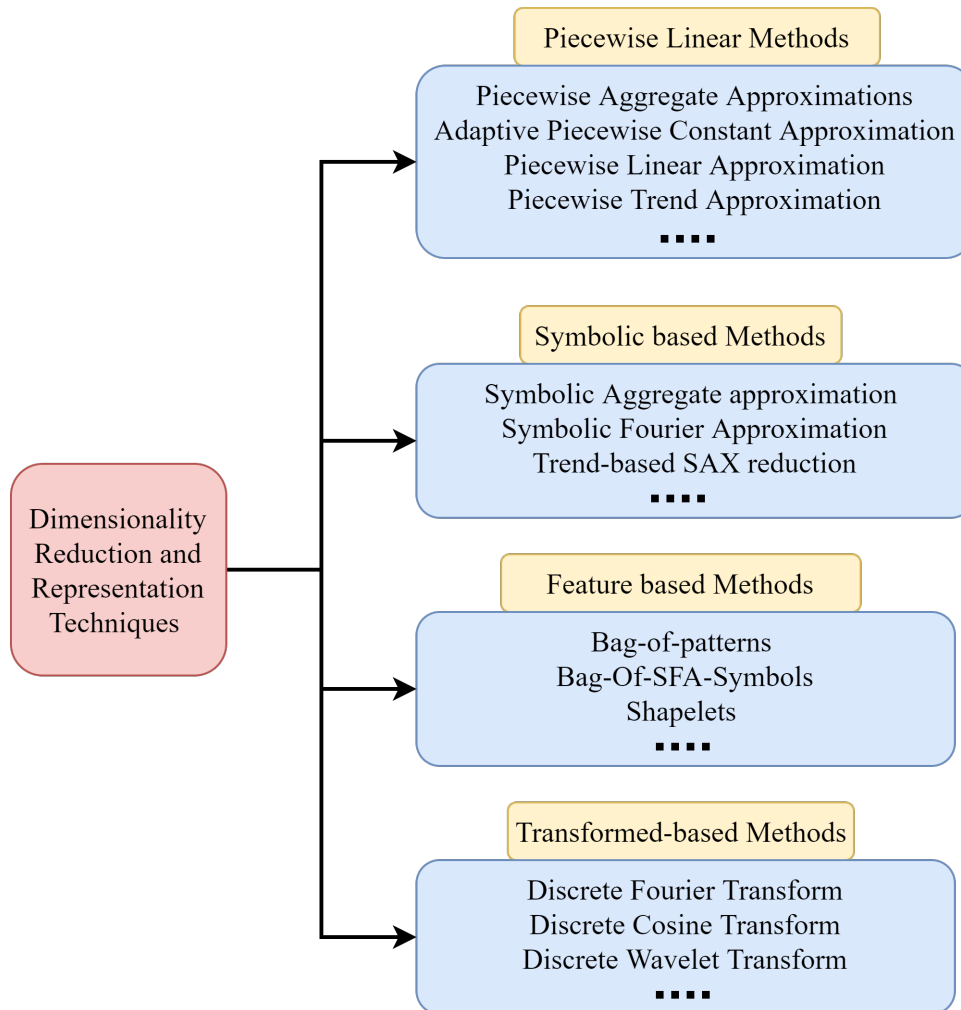 Piecewise Linear Methods
Piecewise Aggregate Approximations
Adaptive Piecewise Constant Approximation
Piecewise Linear Approximation
Piecewise Trend Approximation
....
Symbolic based Methods
Symbolic Aggregate approximation
Symbolic Fourier Approximation
Trend-based SAX reduction
....
Dimensionality
Reduction and
Representation
Techniques
Feature based Methods
Bag-of-patterns
Bag-Of-SFA-Symbols
Shapelets
....
Transformed-based Methods
Discrete Fourier Transform
Discrete Cosine Transform
Discrete Wavelet Transform
....